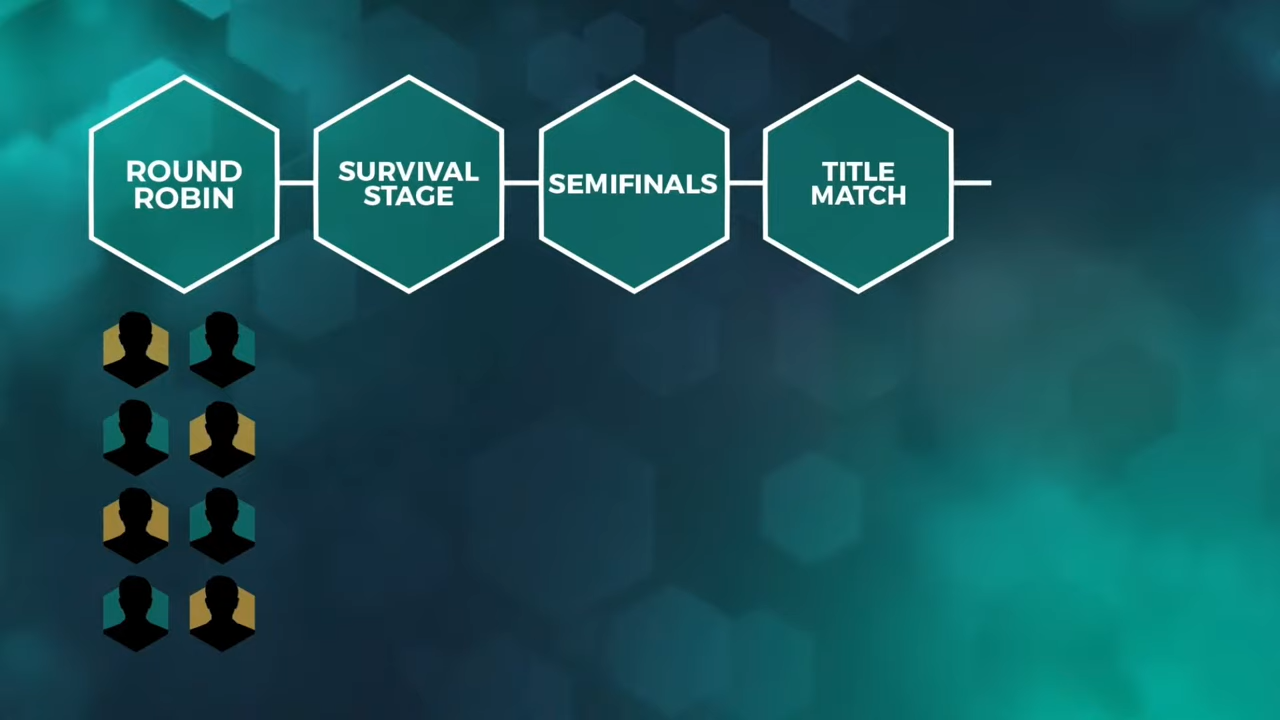 ROUND
ROBIN
SURVIVAL
STAGE
SEMIFINALS
TITLE
MATCH